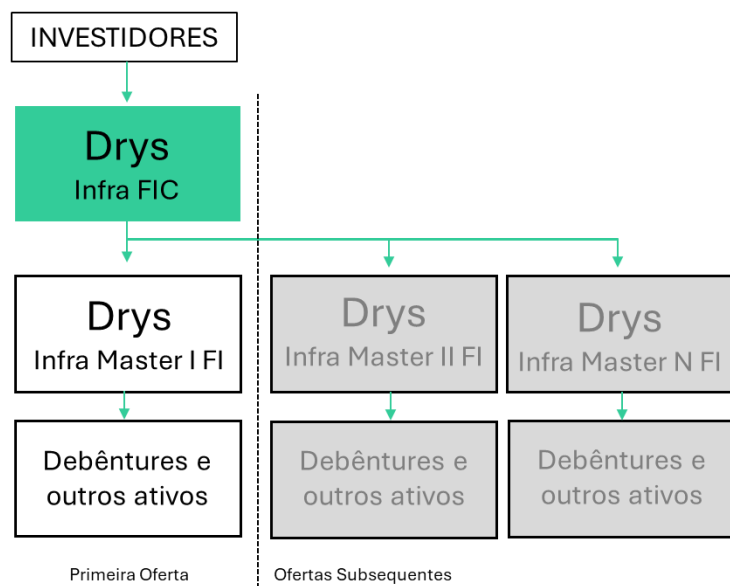 INVESTIDORES
Drys
Infra FIC
Drys
Infra Master I FI
Drys
Infra Master II FI
Drys
Infra Master N FI
Debêntures e
outros ativos
Debêntures e
outros ativos
Debêntures e
outros ativos
Primeira Oferta
Ofertas Subsequentes